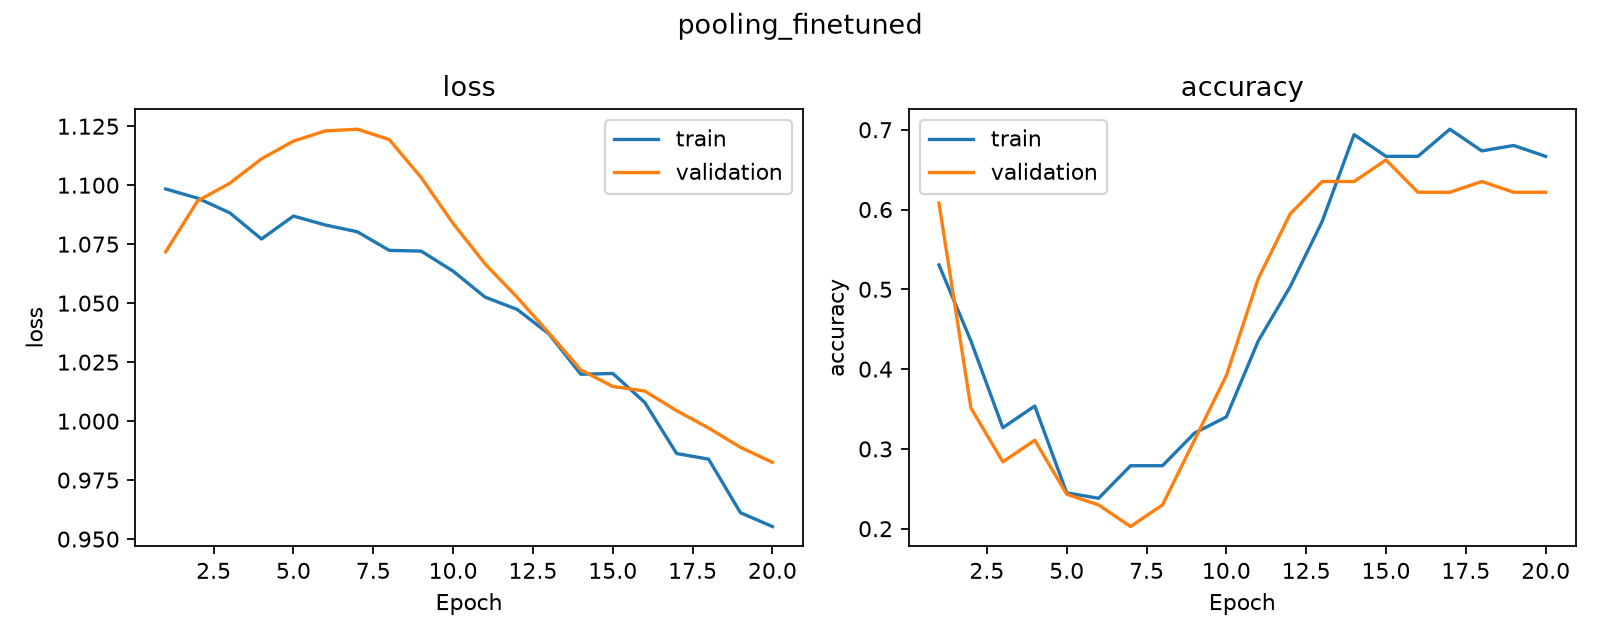 pooling_finetuned
loss
1.125
1.100
1.075
1.050
1.025
1.000
0.975
0.950
loss
train
validation
2.5 5.0 7.5 10.0 12.5 15.0 17.5 20.0
Epoch
accuracy
0.7
0.6
0.5
0.4
0.3
0.2
accuracy
train
validation
2.5 5.0 7.5 10.0 12.5 15.0 17.5 20.0
Epoch